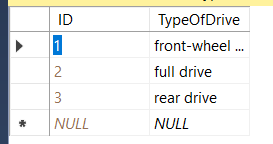 ID TypeOfDrive
1 front-wheel ...
2 full drive
3 rear drive
* NULL NULL